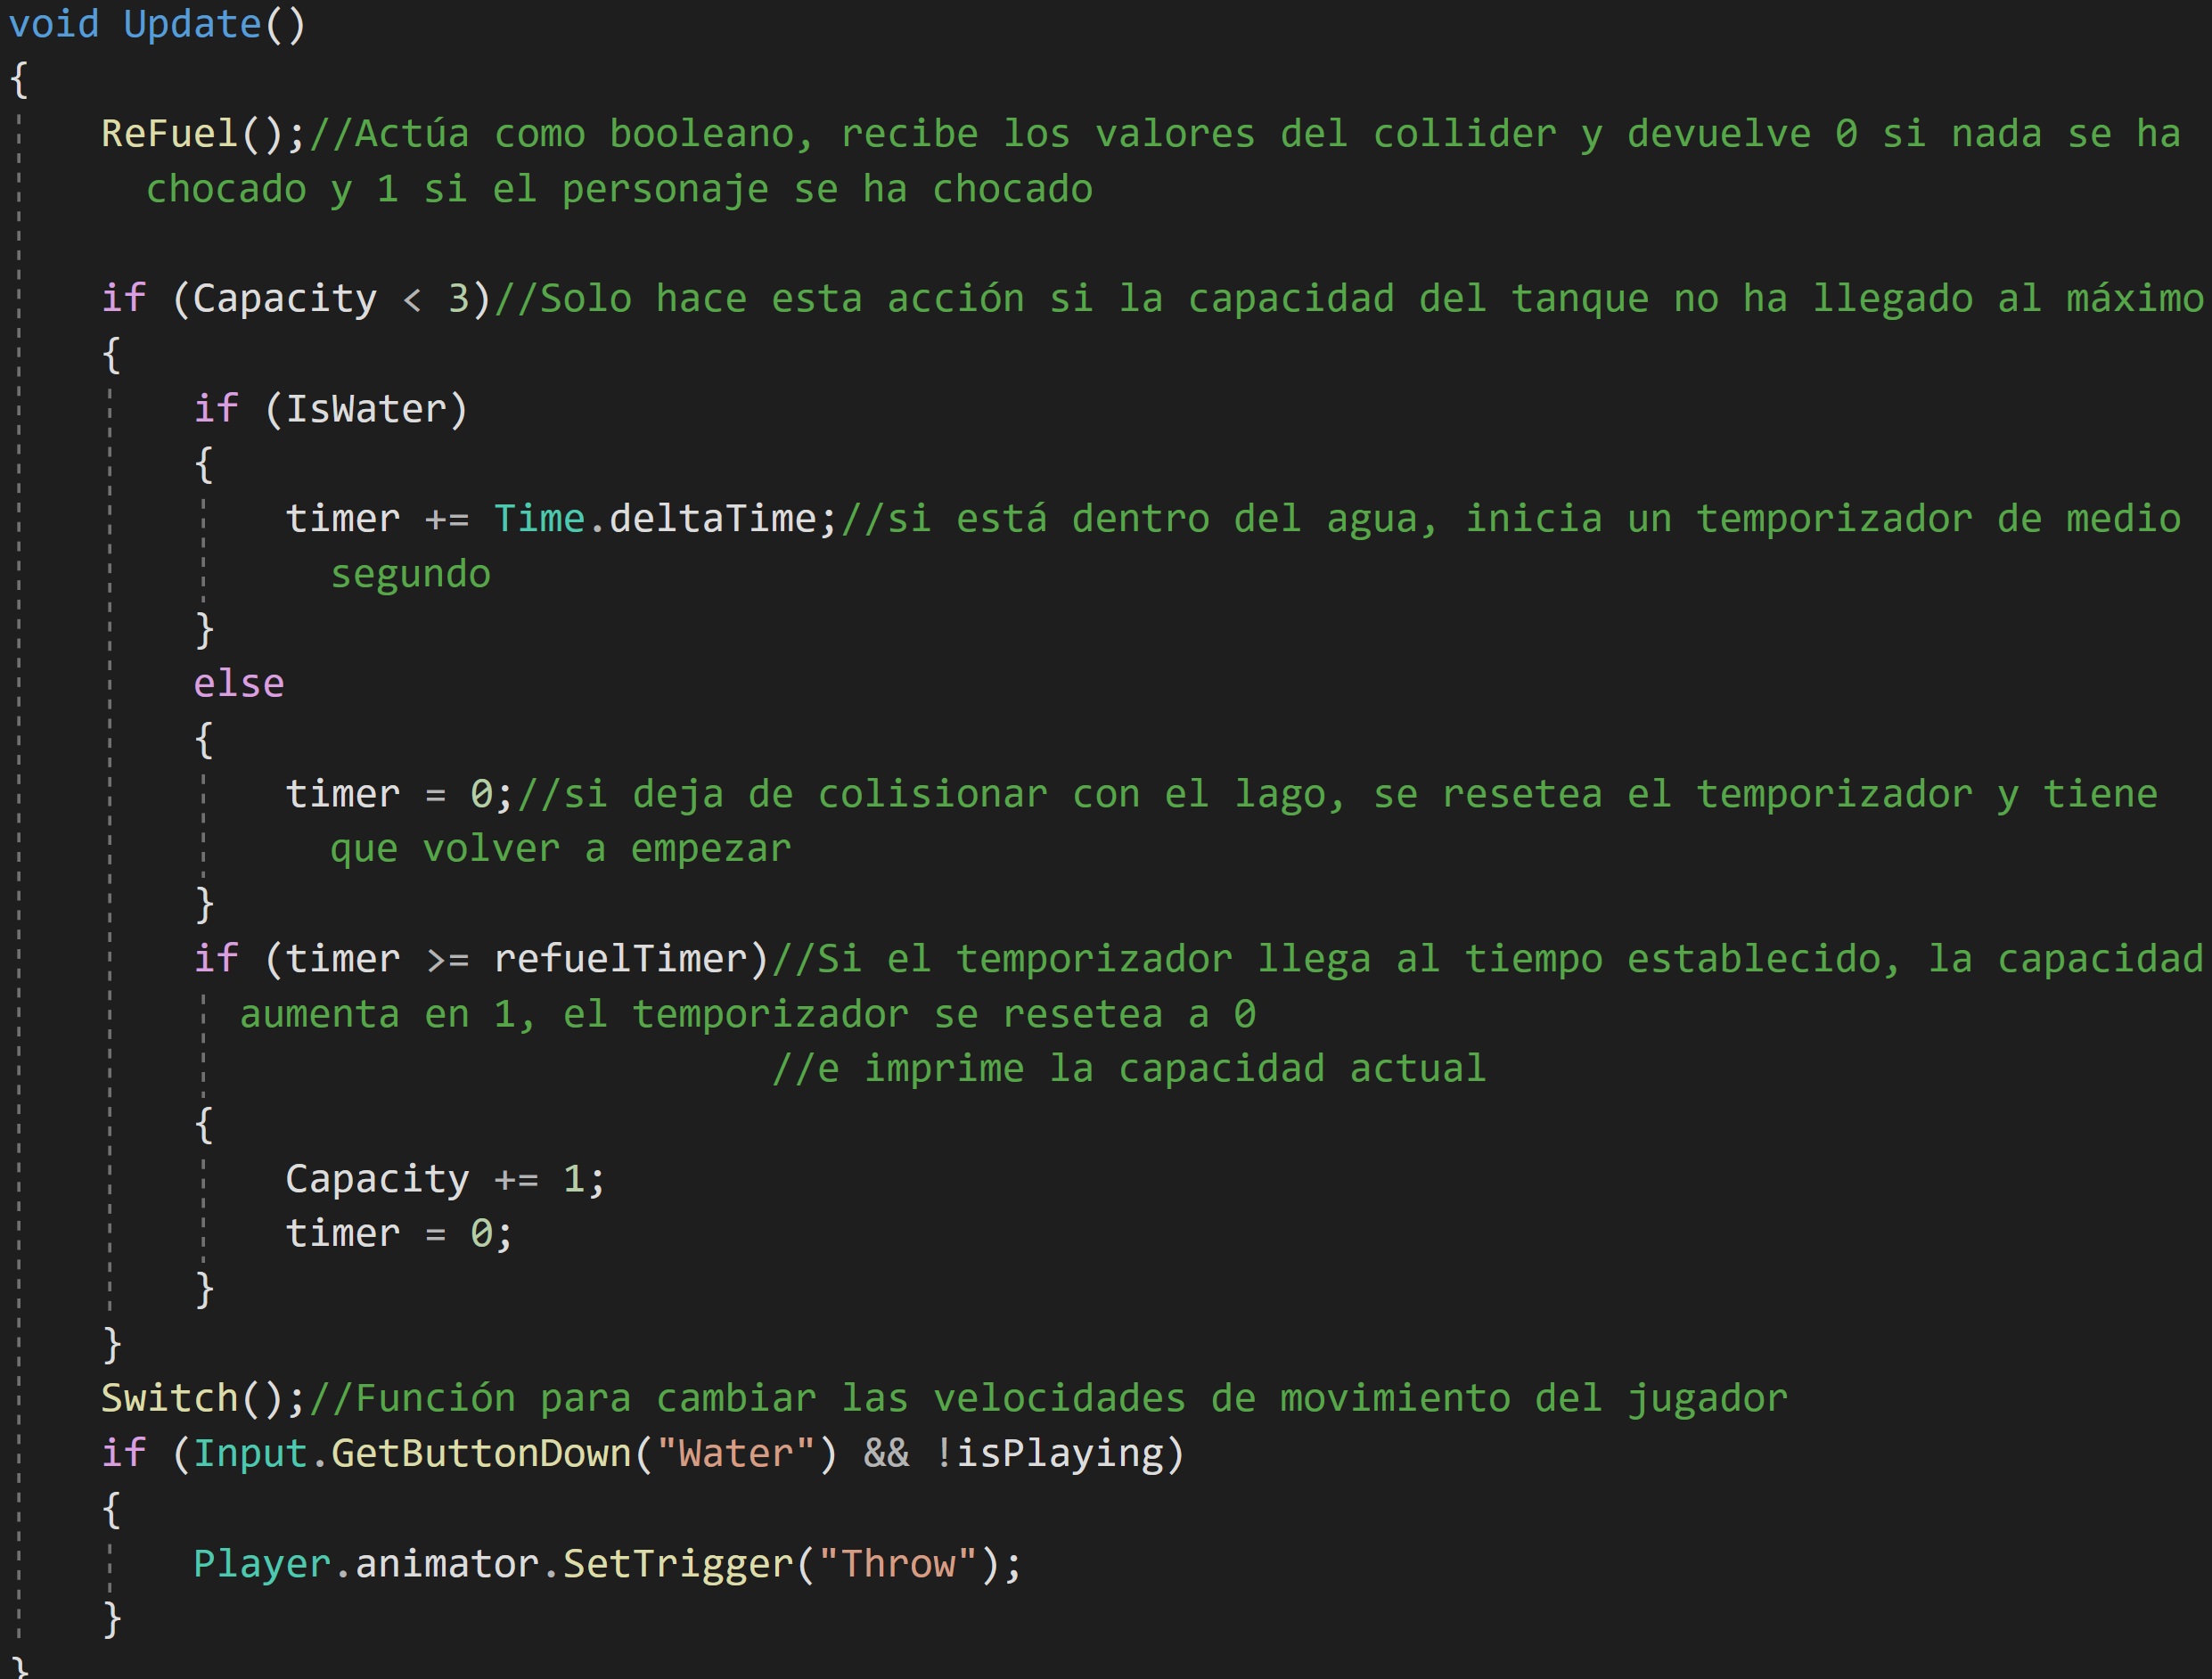 void Update()
{
ReFuel();//Actúa como booleano, recibe los valores del collider y devuelve 0 si nada se ha
chocado y 1 si el personaje se ha chocado
if (Capacity < 3)//Solo hace esta acción si la capacidad del tanque no ha llegado al máximo
{
if (IsWater)
{
timer += Time.deltaTime;//si está dentro del agua, inicia un temporizador de medio
segundo
}
else
{
timer = 0;//si deja de colisionar con el lago, se resetea el temporizador y tiene
que volver a empezar
}
if (timer >= refuelTimer)//Si el temporizador llega al tiempo establecido, la capacidad
aumenta en 1, el temporizador se resetea a 0
//e imprime la capacidad actual
{
Capacity += 1;
timer = 0;
}
}
Switch();//Función para cambiar las velocidades de movimiento del jugador
if (Input.GetButtonDown("Water") && !isPlaying)
{
Player.animator.SetTrigger("Throw");
}
}